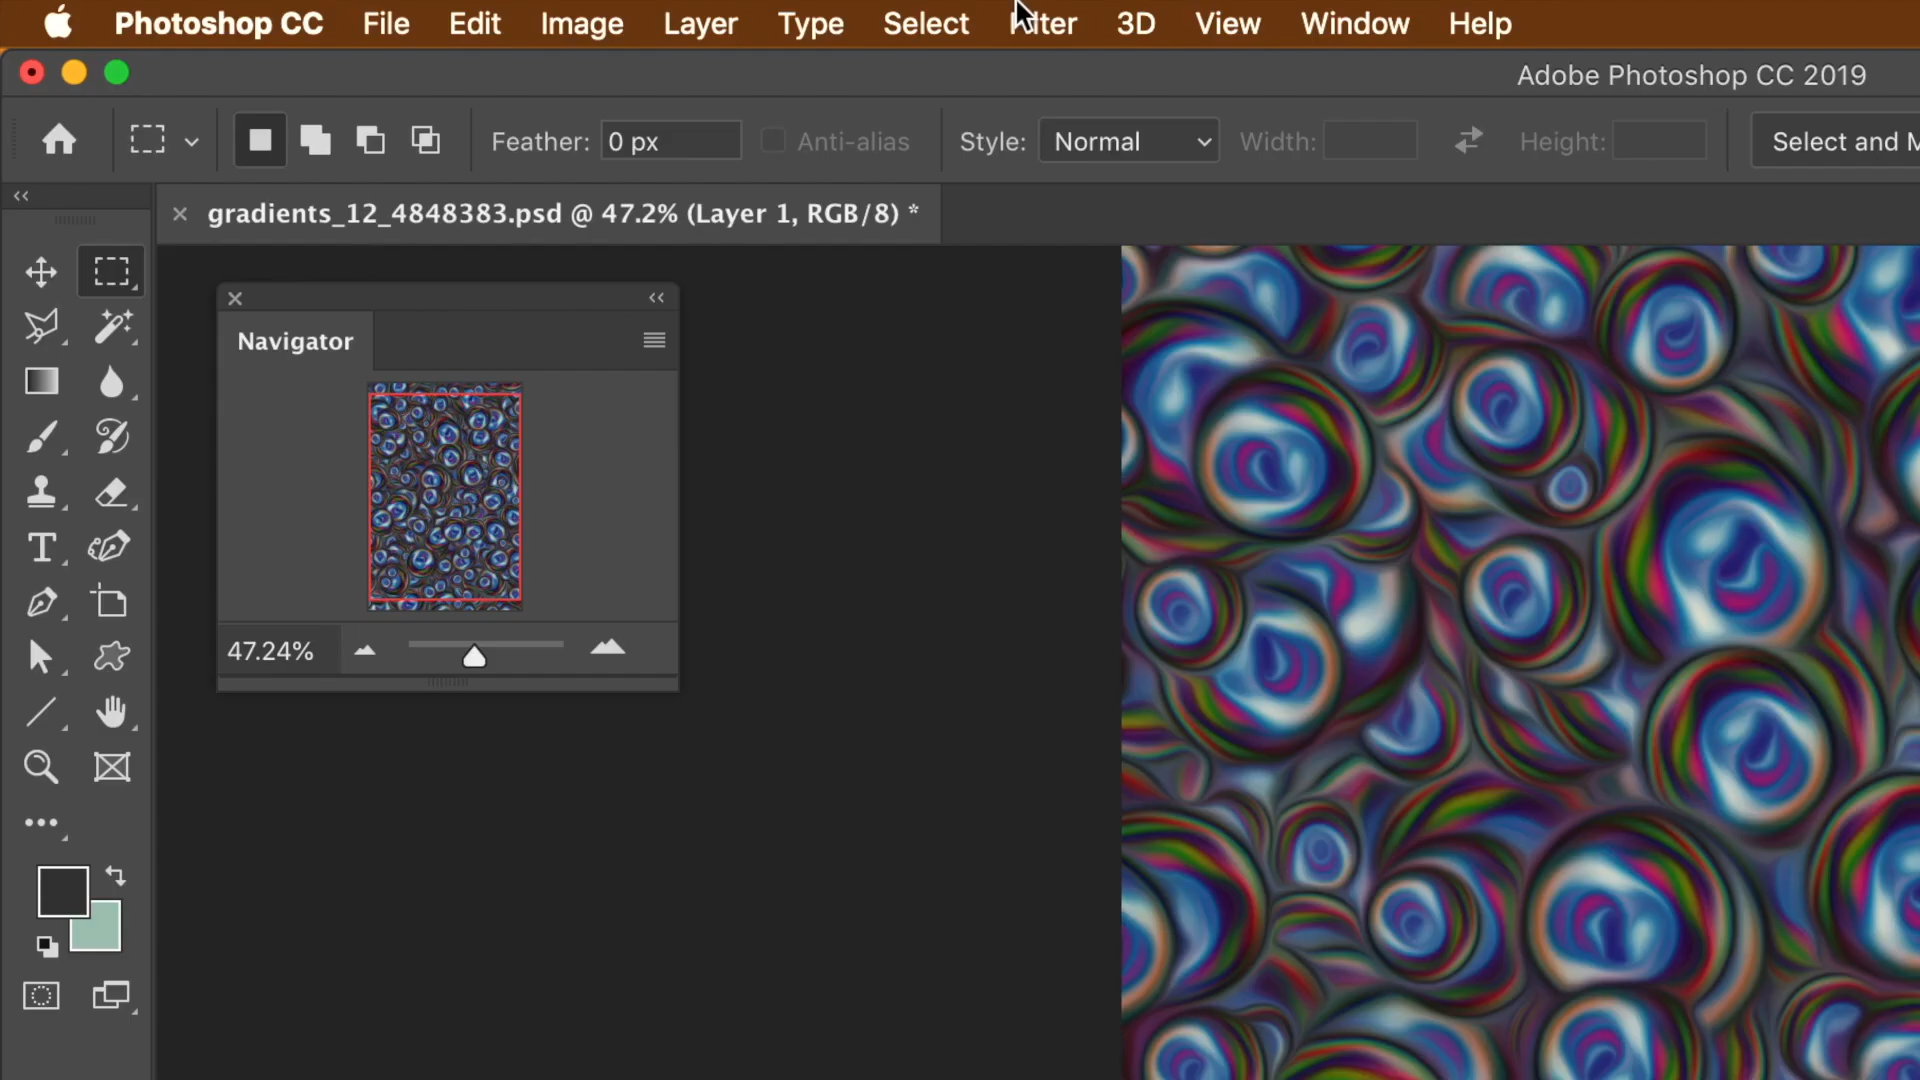 Photoshop CC File Edit Image Layer Type Select Filter 3D View Window Help
Adobe Photoshop CC 2019
Feather: 0 px Anti-alias Style: Normal Width: Height: Select and M
gradients_12_4848383.psd @ 47.2% (Layer 1, RGB/8) *
Navigator
47.24%